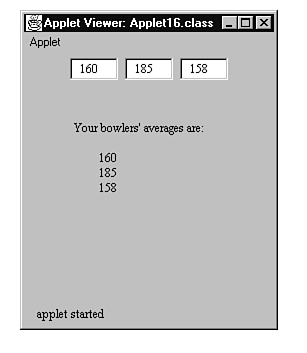 Applet Viewer: Applet16.class
Applet
160 185 158
Your bowlers' averages are:
160
185
158
applet started